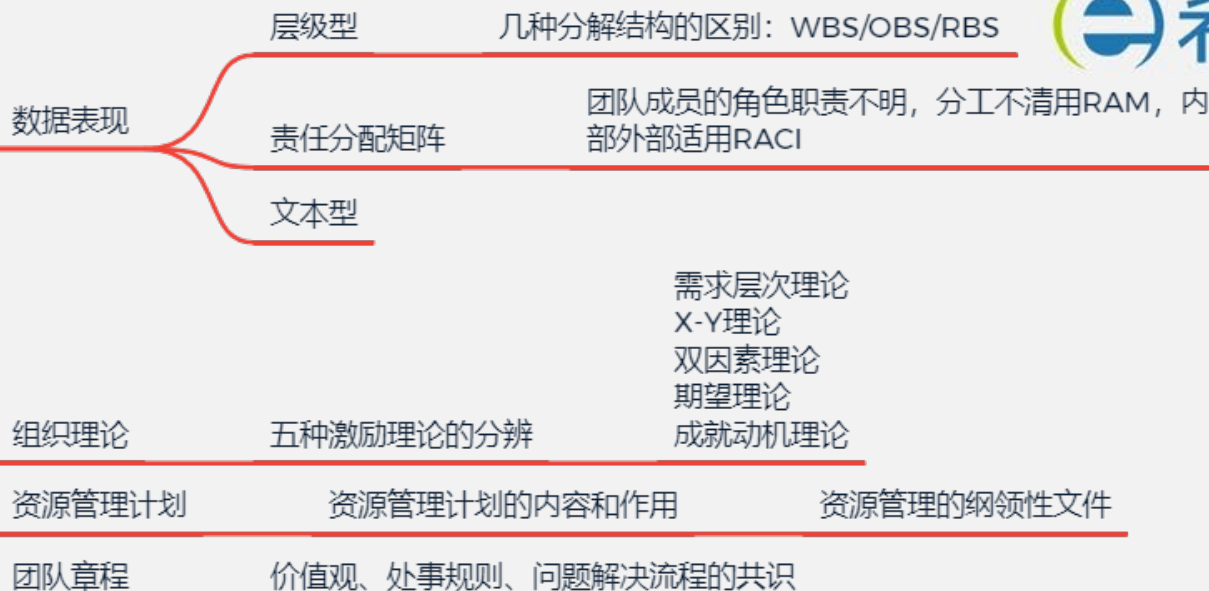 层级型
几种分解结构的区别：WBS/OBS/RBS
数据表现
责任分配矩阵
团队成员的角色职责不明，分工不清用RAM，内
部外部适用RACI
文本型
需求层次理论
X-Y理论
双因素理论
期望理论
组织理论
五种激励理论的分辨
成就动机理论
资源管理计划
资源管理计划的内容和作用
资源管理的纲领性文件
团队章程
价值观、处事规则、问题解决流程的共识